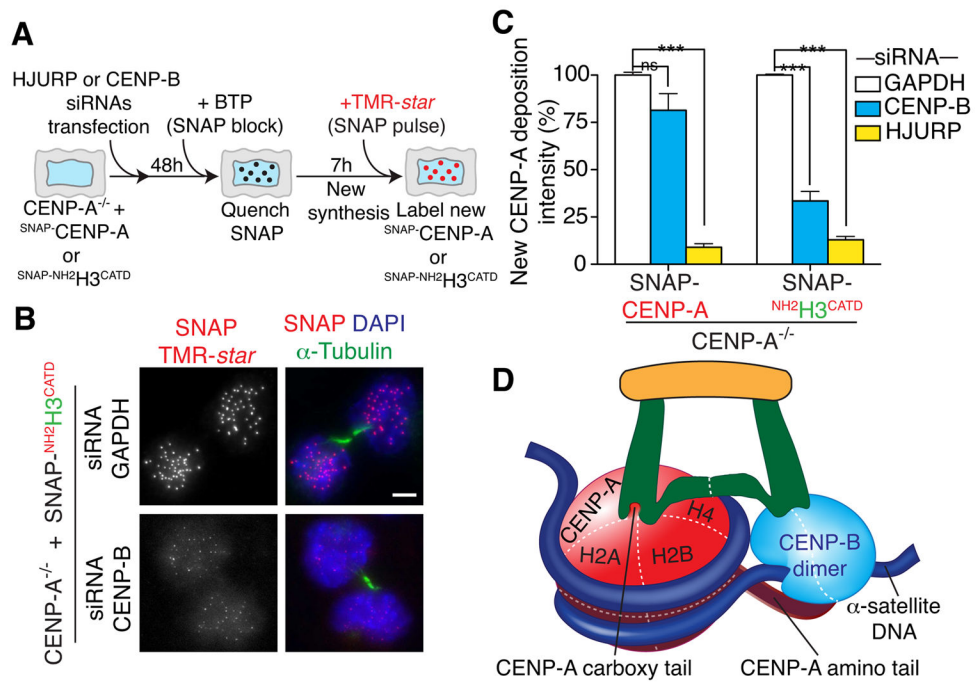 A
HJURP or CENP-B
siRNAs
transfection
+ BTP
(SNAP block)
+TMR-star
(SNAP pulse)
48h
7h
New
synthesis
CENP-A-/- +
SNAP-CENP-A
or
SNAP-NH2H3CATD
Quench
SNAP
Label new
SNAP-CENP-A
or
SNAP-NH2H3CATD
B
SNAP
TMR-star
SNAP DAPI
α-Tubulin
CENP-A-/- + SNAP-NH2H3CATD
siRNA
GAPDH
siRNA
CENP-B
C
New CENP-A deposition
intensity (%)
100
75
50
25
0
***
ns
***
***
—siRNA—
GAPDH
CENP-B
HJURP
SNAP-
CENP-A
SNAP-
NH2H3CATD
CENP-A-/-
D
CENP-A
H4
H2A
H2B
CENP-B
dimer
α-satellite
DNA
CENP-A carboxy tail
CENP-A amino tail